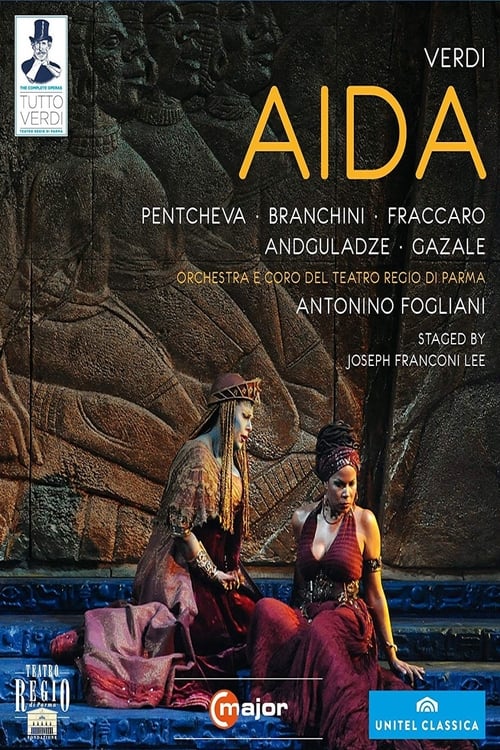 THE COMPLETE OPERAS
TUTTO
VERDI
TEATRO REGIO DI PARMA
VERDI
AIDA
PENTCHEVA · BRANCHINI · FRACCARO
ANDGULADZE · GAZALE
ORCHESTRA E CORO DEL TEATRO REGIO DI PARMA
ANTONINO FOGLIANI
STAGED BY
JOSEPH FRANCONI LEE
TEATRO
REGIO
di Parma
FONDAZIONE
C major
UNITEL CLASSICA